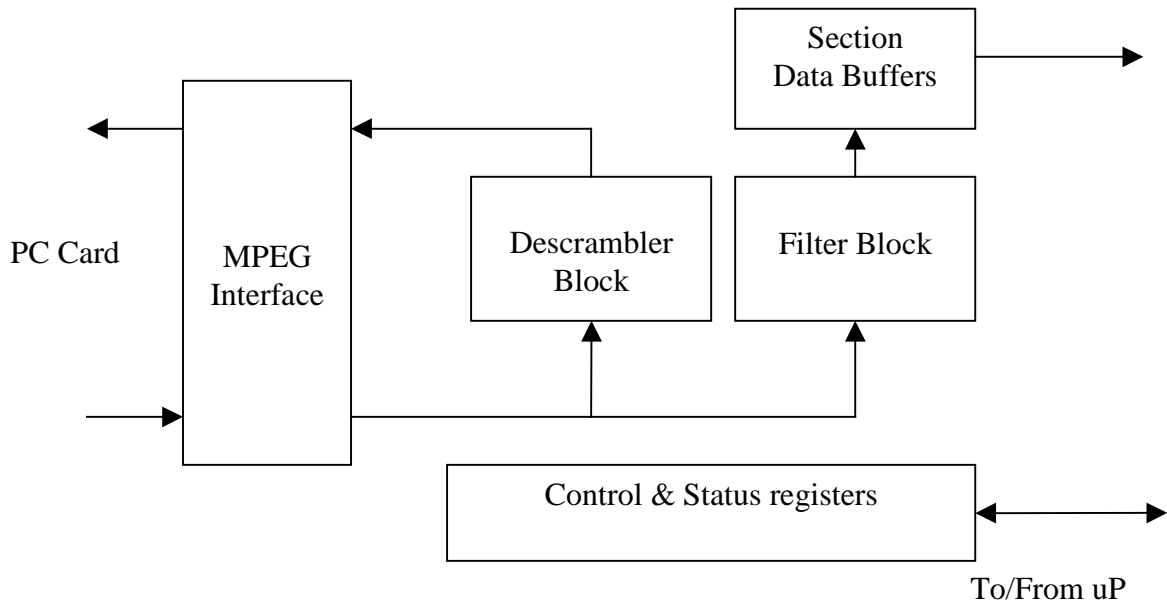 Section
Data Buffers
PC Card
MPEG
Interface
Descrambler
Block
Filter Block
Control & Status registers
To/From uP